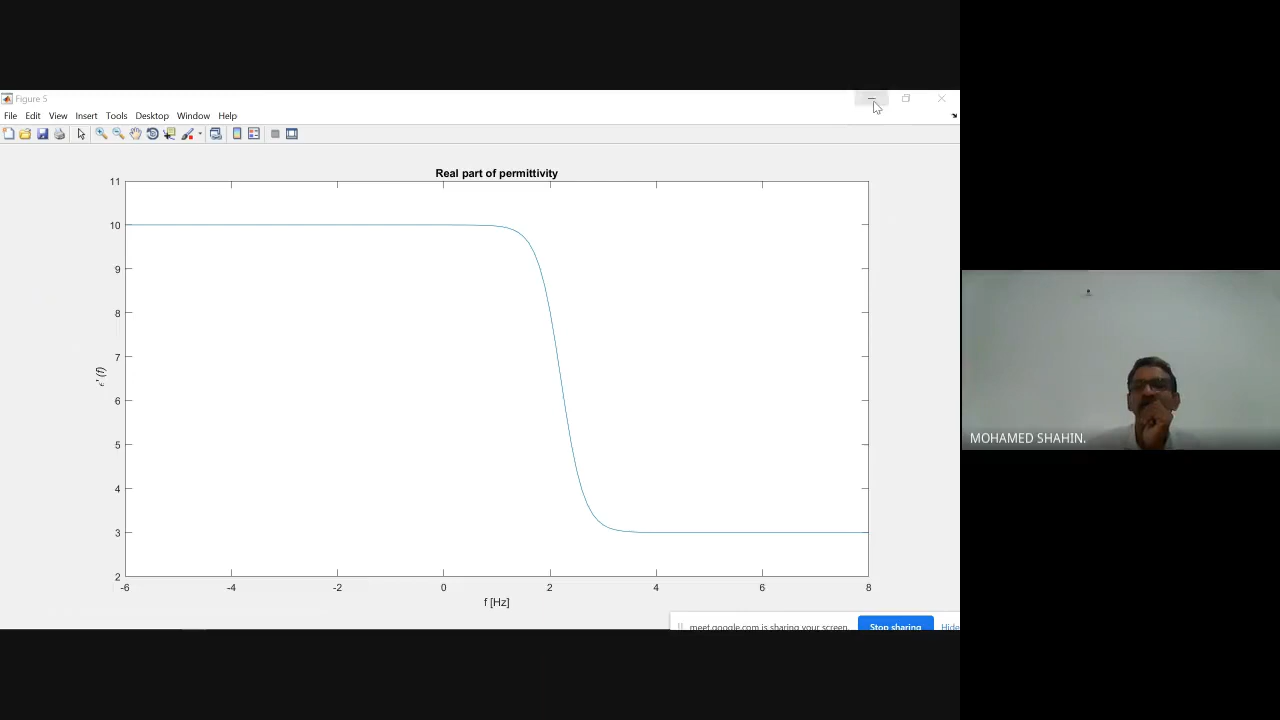 Figure 5
File Edit View Insert Tools Desktop Window Help
Real part of permittivity
11
10
9
8
7
6
5
4
3
2
ϵ' (f)
-6 -4 -2 0 2 4 6 8
f [Hz]
meet.google.com is sharing your screen. Stop sharing Hide
MOHAMED SHAHIN.